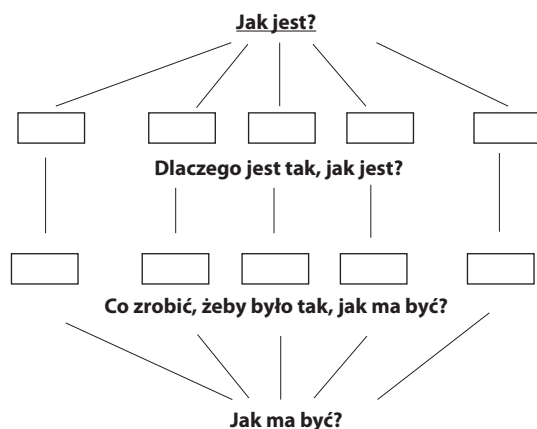 Jak jest?
Dlaczego jest tak, jak jest?
Co zrobić, żeby było tak, jak ma być?
Jak ma być?